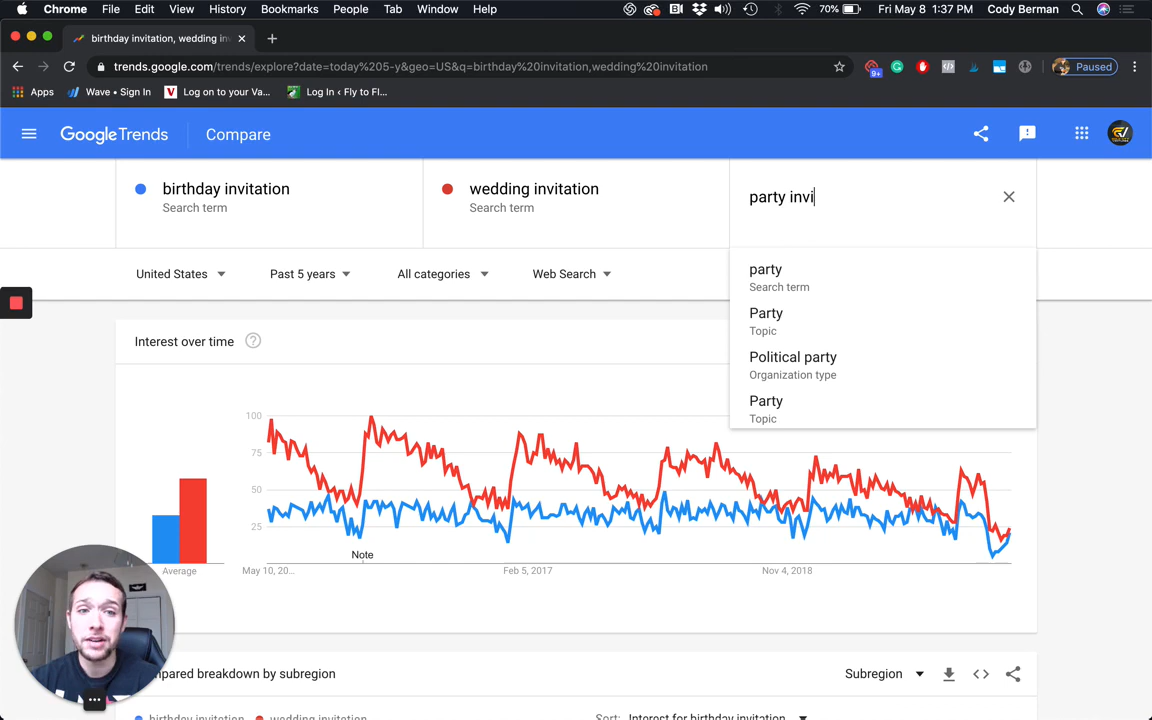 Chrome File Edit View History Bookmarks People Tab Window Help 70% Fri May 8 1:37 PM Cody Berman
birthday invitation, wedding in
trends.google.com/trends/explore?date=today%205-y&geo=US&q=birthday%20invitation,wedding%20invitation 9+ Paused
Apps Wave • Sign In Log on to your Va... Log In ‹ Fly to Fl...
Google Trends Compare
birthday invitation
Search term
wedding invitation
Search term
party invi
party
Search term
Party
Topic
Political party
Organization type
Party
Topic
United States Past 5 years All categories Web Search
Interest over time ?
100
75
50
25
Note
Average May 10, 20... Feb 5, 2017 Nov 4, 2018
mpared breakdown by subregion Subregion
birthday invitation wedding invitation Sort: Interest for birthday invitation